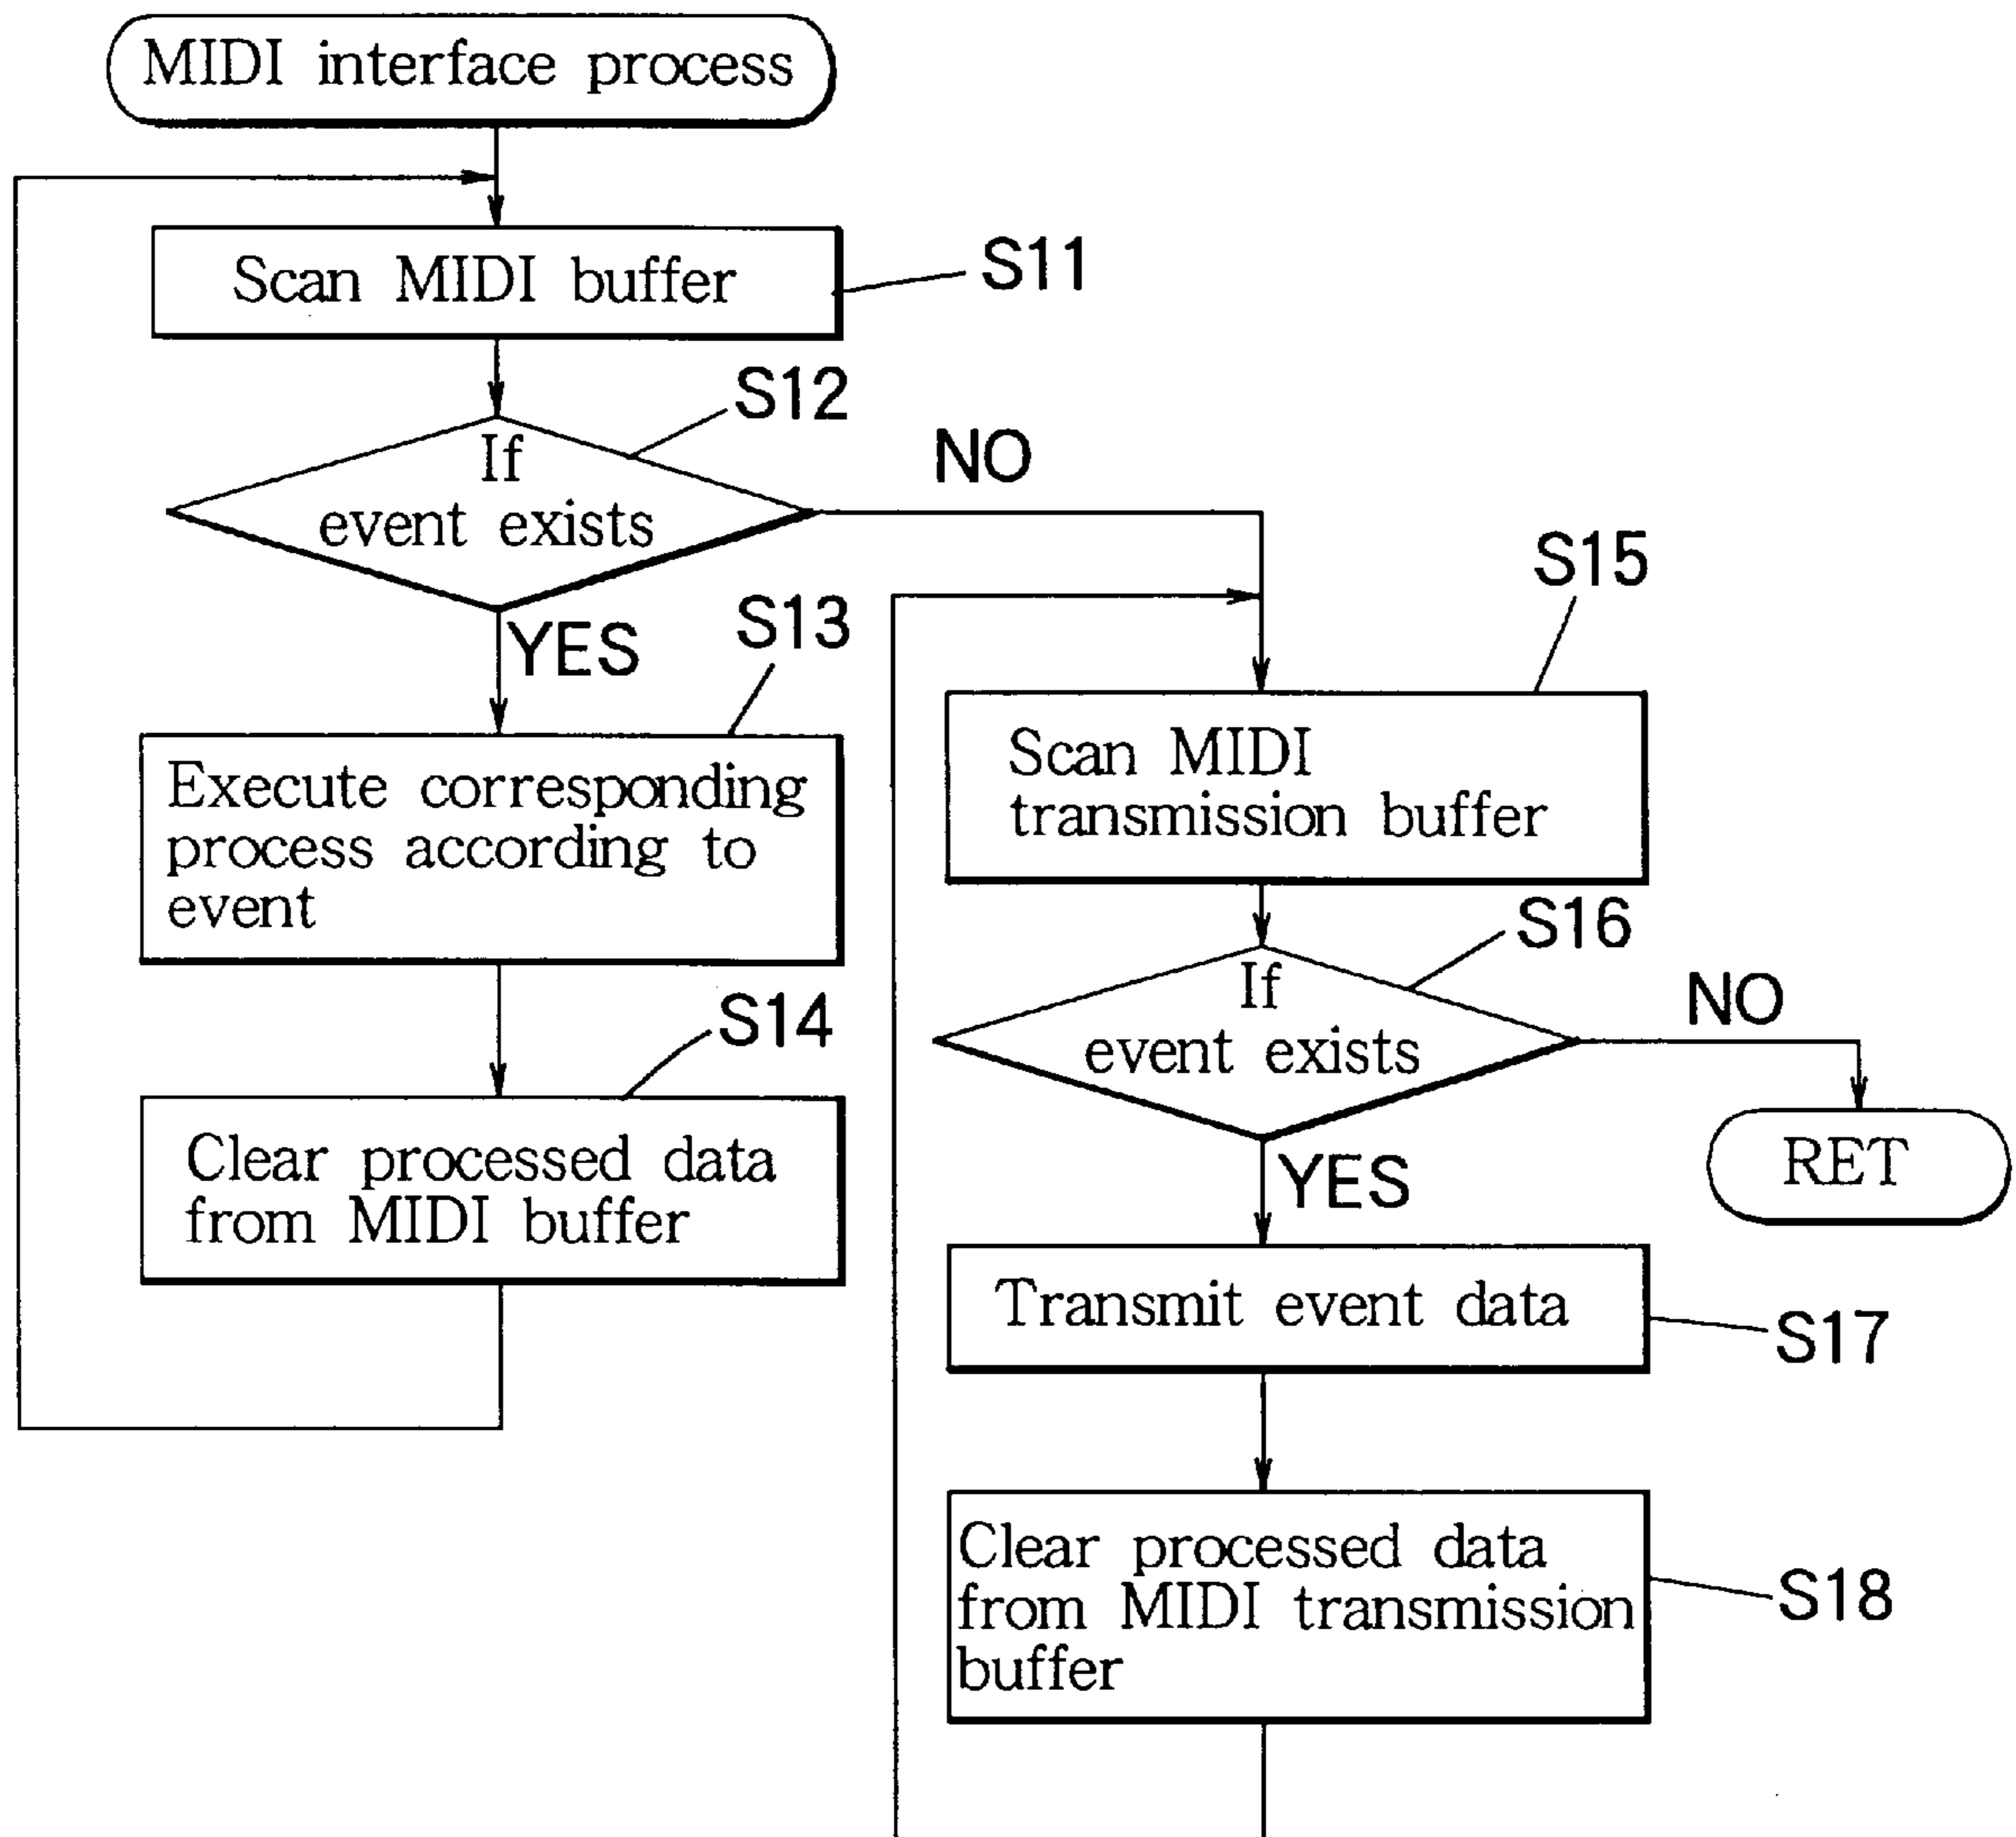 MIDI interface process
Scan MIDI buffer
S11
S12
If
event exists
NO
YES
S13
Execute corresponding
process according to
event
S14
Clear processed data
from MIDI buffer
S15
Scan MIDI
transmission buffer
S16
If
event exists
NO
RET
YES
Transmit event data
S17
Clear processed data
from MIDI transmission
buffer
S18